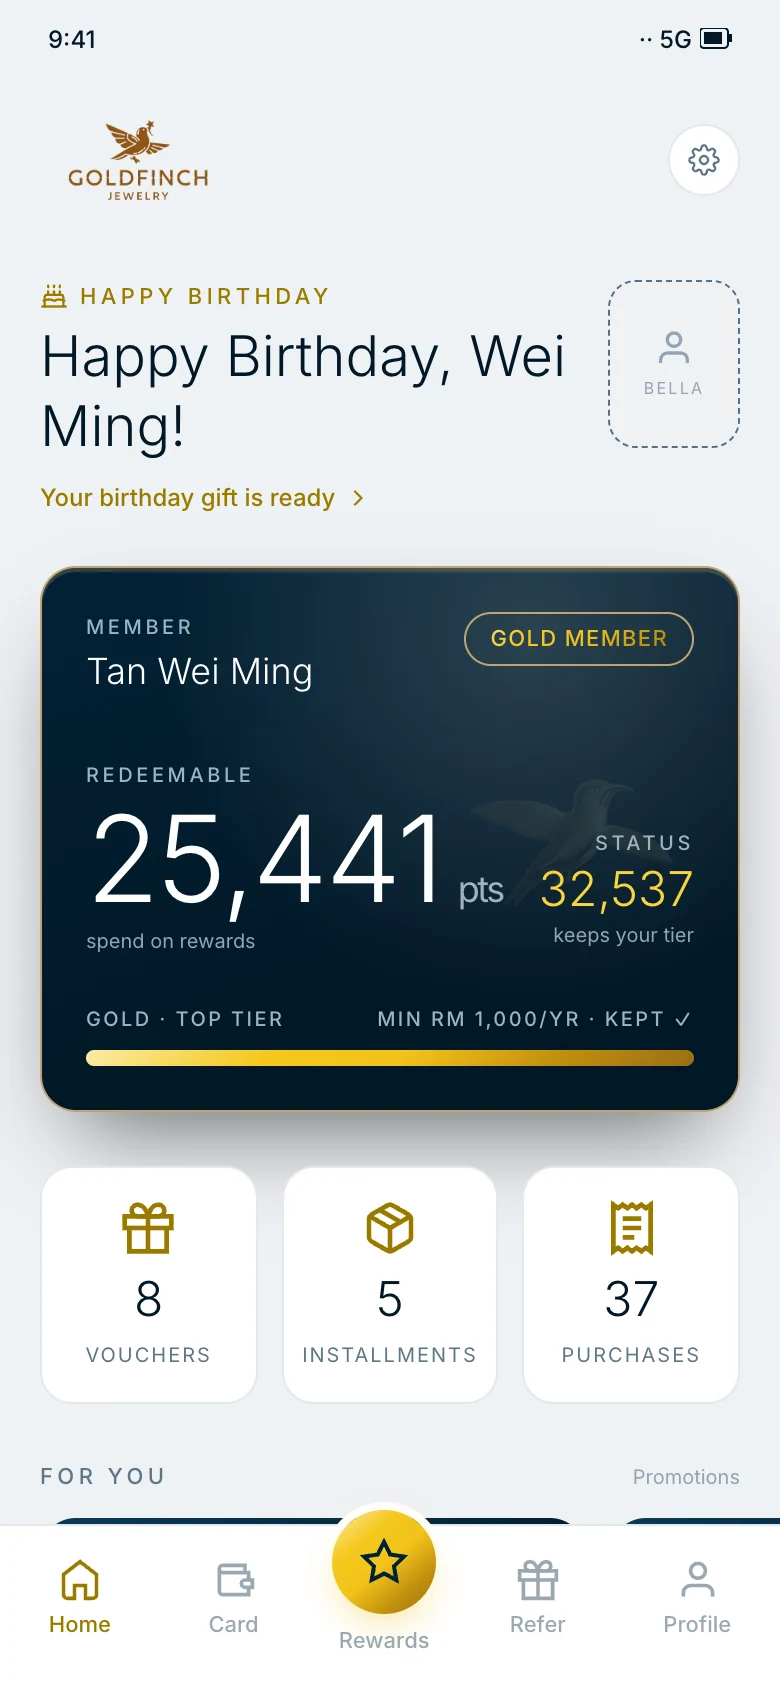 9:41
5G
GOLDFINCH
JEWELRY
HAPPY BIRTHDAY
Happy Birthday, Wei
Ming!
BELLA
Your birthday gift is ready
MEMBER
GOLD MEMBER
Tan Wei Ming
REDEEMABLE
25,441 pts
STATUS
32,537
spend on rewards
keeps your tier
GOLD · TOP TIER
MIN RM 1,000/YR · KEPT ✓
8
VOUCHERS
5
INSTALLMENTS
37
PURCHASES
FOR YOU
Promotions
Home
Card
Rewards
Refer
Profile